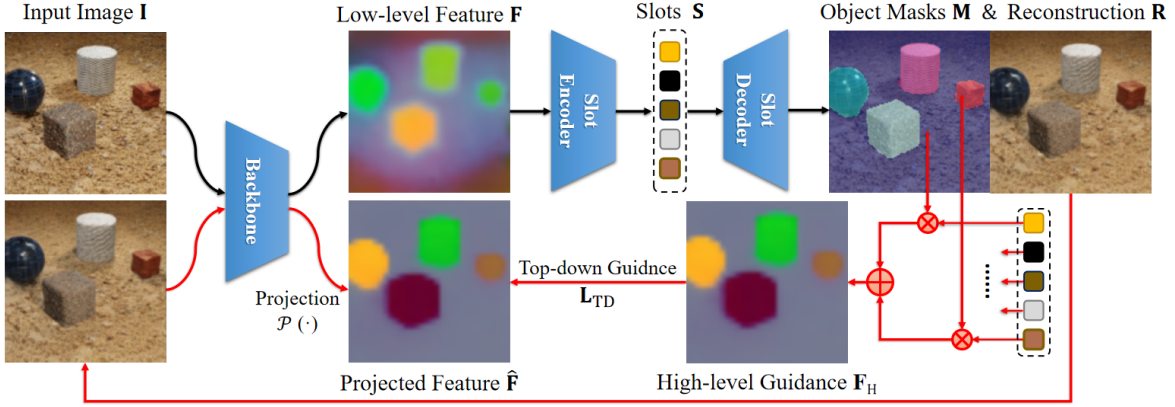 Input Image I
Low-level Feature F
Slots S
Object Masks M & Reconstruction R
Backbone
Slot
Encoder
Slot
Decoder
Projection
𝒫 (·)
Top-down Guidnce
L_TD
Projected Feature F̂
High-level Guidance F_H